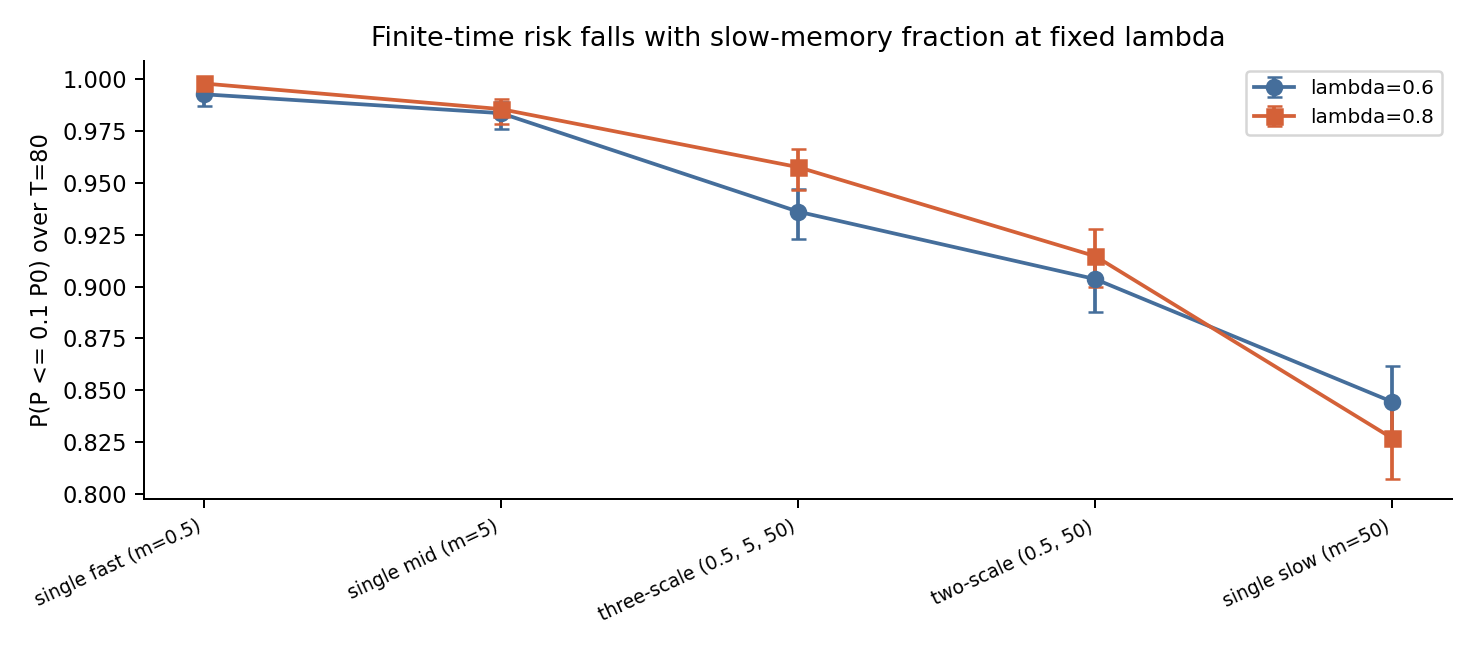 Finite-time risk falls with slow-memory fraction at fixed lambda
lambda=0.6
lambda=0.8
P(P <= 0.1 P0) over T=80
1.000
0.975
0.950
0.925
0.900
0.875
0.850
0.825
0.800
single fast (m=0.5)
single mid (m=5)
three-scale (0.5, 5, 50)
two-scale (0.5, 50)
single slow (m=50)